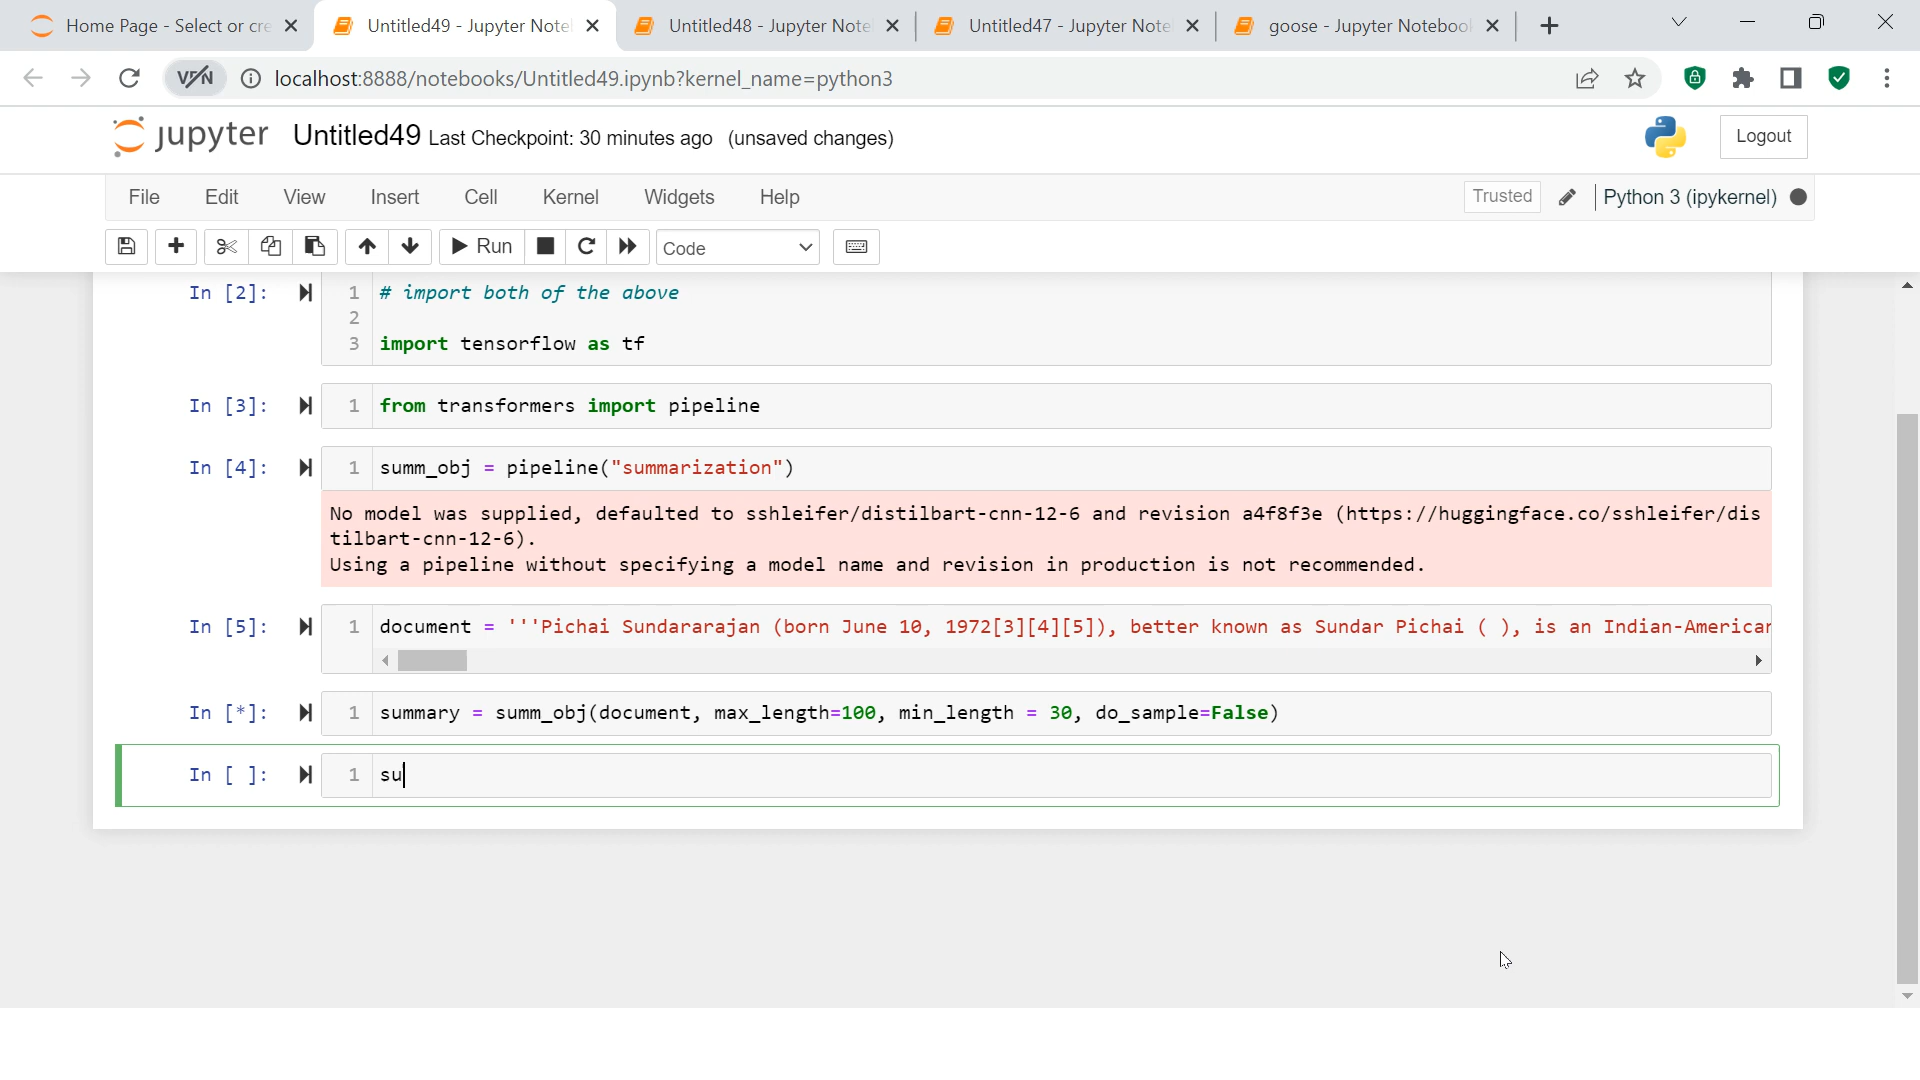 Home Page - Select or cre
Untitled49 - Jupyter Note
Untitled48 - Jupyter Note
Untitled47 - Jupyter Note
goose - Jupyter Notebook
VPN
localhost:8888/notebooks/Untitled49.ipynb?kernel_name=python3
jupyter Untitled49 Last Checkpoint: 30 minutes ago (unsaved changes)
Logout
File Edit View Insert Cell Kernel Widgets Help
Trusted
Python 3 (ipykernel)
Run
Code
In [2]:
1 # import both of the above
2
3 import tensorflow as tf
In [3]:
1 from transformers import pipeline
In [4]:
1 summ_obj = pipeline("summarization")
No model was supplied, defaulted to sshleifer/distilbart-cnn-12-6 and revision a4f8f3e (https://huggingface.co/sshleifer/dis
tilbart-cnn-12-6).
Using a pipeline without specifying a model name and revision in production is not recommended.
In [5]:
1 document = '''Pichai Sundararajan (born June 10, 1972[3][4][5]), better known as Sundar Pichai ( ), is an Indian-American
In [*]:
1 summary = summ_obj(document, max_length=100, min_length = 30, do_sample=False)
In [ ]:
1 su